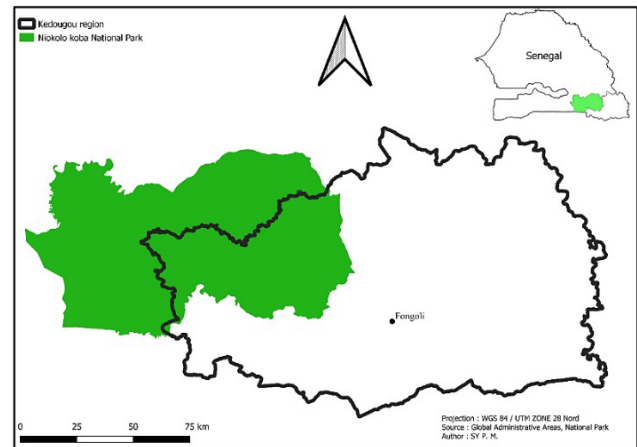 Kedougou region
Niokolo koba National Park
Senegal
Fongoli
0 25 50 75 km
Projection : WGS 84 / UTM ZONE 28 Nord
Source : Global Administrative Areas, National Park
Author : SY P. M.